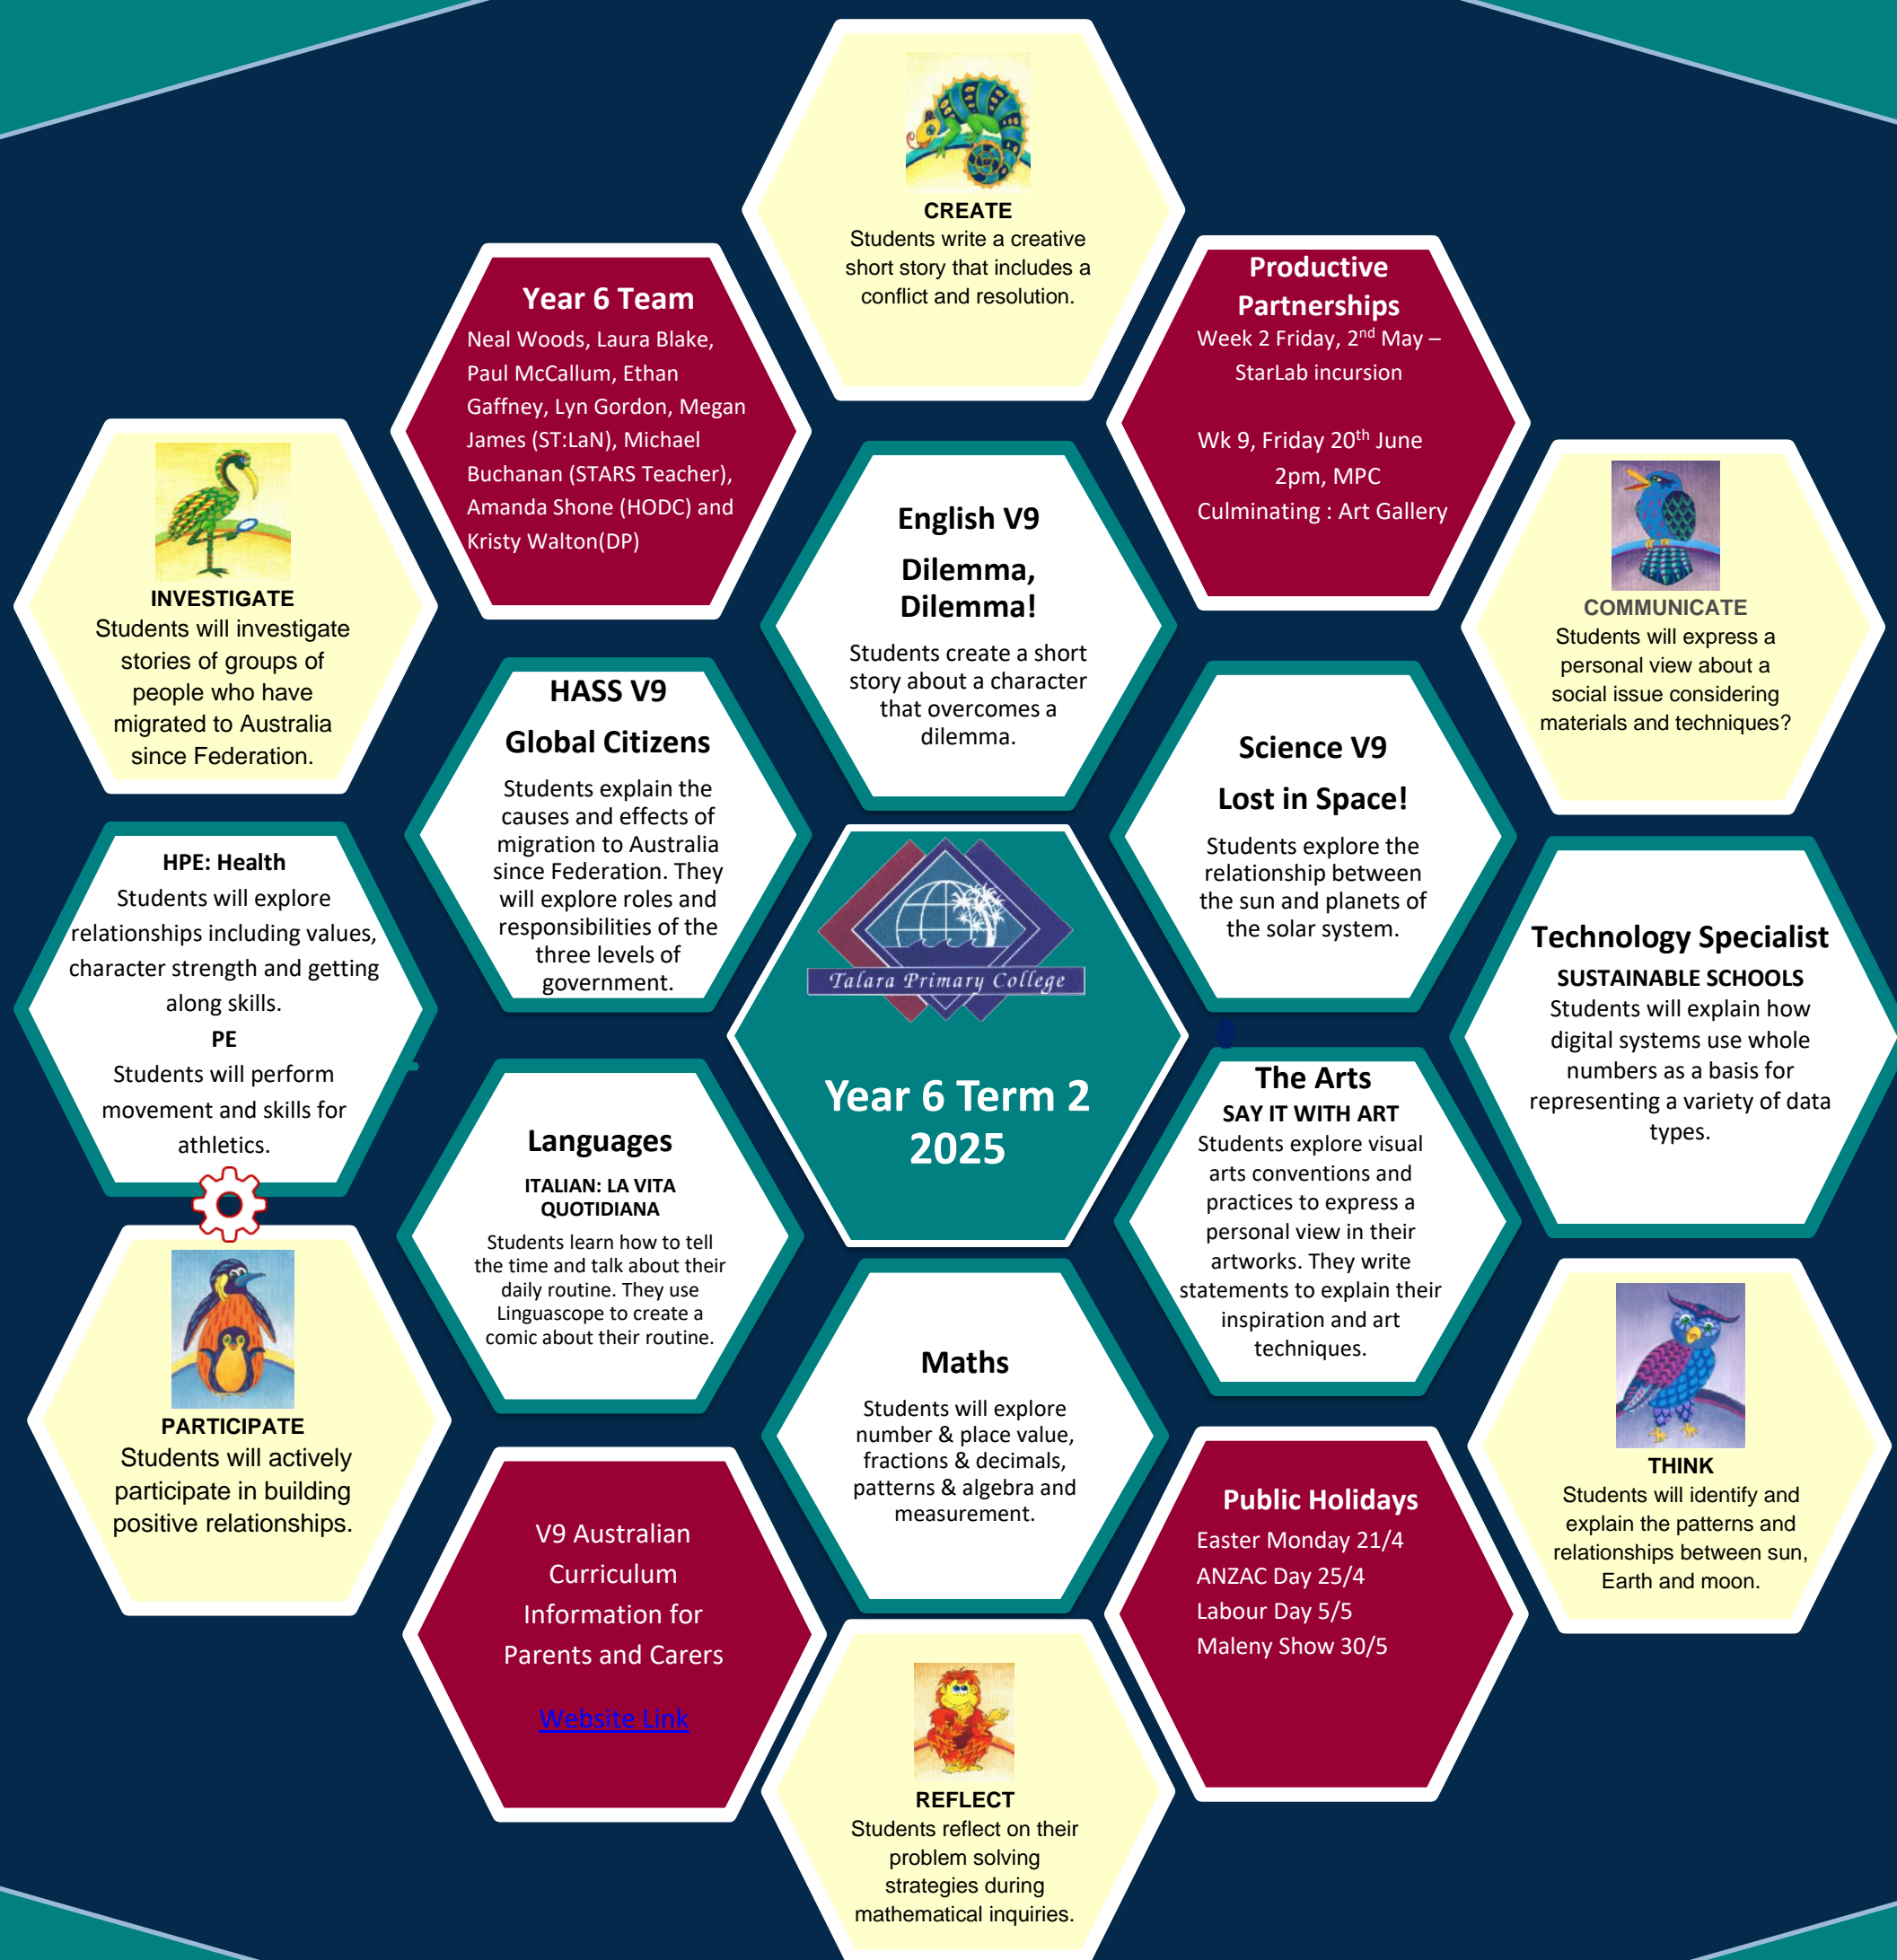 CREATE
Students write a creative
short story that includes a
conflict and resolution.
Year 6 Team
Neal Woods, Laura Blake,
Paul McCallum, Ethan
Gaffney, Lyn Gordon, Megan
James (ST:LaN), Michael
Buchanan (STARS Teacher),
Amanda Shone (HODC) and
Kristy Walton(DP)
Productive
Partnerships
Week 2 Friday, 2nd May –
StarLab incursion
Wk 9, Friday 20th June
2pm, MPC
Culminating : Art Gallery
INVESTIGATE
Students will investigate
stories of groups of
people who have
migrated to Australia
since Federation.
English V9
Dilemma,
Dilemma!
Students create a short
story about a character
that overcomes a
dilemma.
COMMUNICATE
Students will express a
personal view about a
social issue considering
materials and techniques?
HASS V9
Global Citizens
Students explain the
causes and effects of
migration to Australia
since Federation. They
will explore roles and
responsibilities of the
three levels of
government.
Science V9
Lost in Space!
Students explore the
relationship between
the sun and planets of
the solar system.
HPE: Health
Students will explore
relationships including values,
character strength and getting
along skills.
PE
Students will perform
movement and skills for
athletics.
Talara Primary College
Year 6 Term 2
2025
Technology Specialist
SUSTAINABLE SCHOOLS
Students will explain how
digital systems use whole
numbers as a basis for
representing a variety of data
types.
Languages
ITALIAN: LA VITA
QUOTIDIANA
Students learn how to tell
the time and talk about their
daily routine. They use
Linguascope to create a
comic about their routine.
The Arts
SAY IT WITH ART
Students explore visual
arts conventions and
practices to express a
personal view in their
artworks. They write
statements to explain their
inspiration and art
techniques.
PARTICIPATE
Students will actively
participate in building
positive relationships.
Maths
Students will explore
number & place value,
fractions & decimals,
patterns & algebra and
measurement.
THINK
Students will identify and
explain the patterns and
relationships between sun,
Earth and moon.
V9 Australian
Curriculum
Information for
Parents and Carers
Website Link
Public Holidays
Easter Monday 21/4
ANZAC Day 25/4
Labour Day 5/5
Maleny Show 30/5
REFLECT
Students reflect on their
problem solving
strategies during
mathematical inquiries.